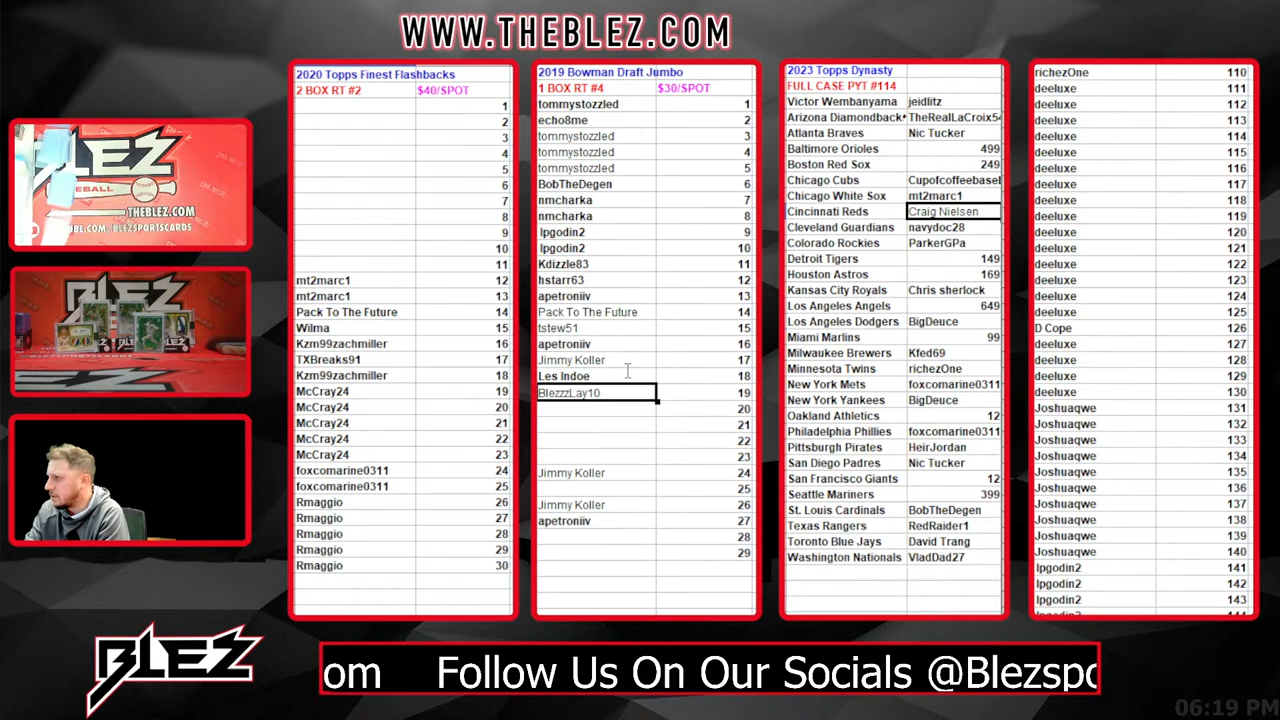 WWW.THEBLEZ.COM
2020 Topps Finest Flashbacks
2 BOX RT #2 $40/SPOT
1
2
3
4
5
6
7
8
9
10
11
mt2marc1 12
mt2marc1 13
Pack To The Future 14
Wilma 15
Kzm99zachmiller 16
TXBreaks91 17
Kzm99zachmiller 18
McCray24 19
McCray24 20
McCray24 21
McCray24 22
McCray24 23
foxcomarine0311 24
foxcomarine0311 25
Rmaggio 26
Rmaggio 27
Rmaggio 28
Rmaggio 29
Rmaggio 30
2019 Bowman Draft Jumbo
1 BOX RT #4 $30/SPOT
tommystozzled 1
echo8me 2
tommystozzled 3
tommystozzled 4
tommystozzled 5
BobTheDegen 6
nmcharka 7
nmcharka 8
lpgodin2 9
lpgodin2 10
Kdizzle83 11
hstarr63 12
apetroniiv 13
Pack To The Future 14
tstew51 15
apetroniiv 16
Jimmy Koller 17
Les Indoe 18
BlezzzLay10 19
20
21
22
23
Jimmy Koller 24
25
Jimmy Koller 26
apetroniiv 27
28
29
2023 Topps Dynasty
FULL CASE PYT #114
Victor Wembanyama jeidlitz
Arizona Diamondback TheRealLaCroix54
Atlanta Braves Nic Tucker
Baltimore Orioles 499
Boston Red Sox 249
Chicago Cubs Cupofcoffeebasel
Chicago White Sox mt2marc1
Cincinnati Reds Craig Nielsen
Cleveland Guardians navydoc28
Colorado Rockies ParkerGPa
Detroit Tigers 149
Houston Astros 169
Kansas City Royals Chris sherlock
Los Angeles Angels 649
Los Angeles Dodgers BigDeuce
Miami Marlins 99
Milwaukee Brewers Kfed69
Minnesota Twins richezOne
New York Mets foxcomarine0311
New York Yankees BigDeuce
Oakland Athletics 12
Philadelphia Phillies foxcomarine0311
Pittsburgh Pirates HeirJordan
San Diego Padres Nic Tucker
San Francisco Giants 12
Seattle Mariners 399
St. Louis Cardinals BobTheDegen
Texas Rangers RedRaider1
Toronto Blue Jays David Trang
Washington Nationals VladDad27
richezOne 110
deeluxe 111
deeluxe 112
deeluxe 113
deeluxe 114
deeluxe 115
deeluxe 116
deeluxe 117
deeluxe 118
deeluxe 119
deeluxe 120
deeluxe 121
deeluxe 122
deeluxe 123
deeluxe 124
deeluxe 125
D Cope 126
deeluxe 127
deeluxe 128
deeluxe 129
deeluxe 130
Joshuaqwe 131
Joshuaqwe 132
Joshuaqwe 133
Joshuaqwe 134
Joshuaqwe 135
Joshuaqwe 136
Joshuaqwe 137
Joshuaqwe 138
Joshuaqwe 139
Joshuaqwe 140
lpgodin2 141
lpgodin2 142
lpgodin2 143
lpgodin2 144
BLEZ
THEBLEZ.COM
BLEZ
om Follow Us On Our Socials @Blezspo
06:19 PM